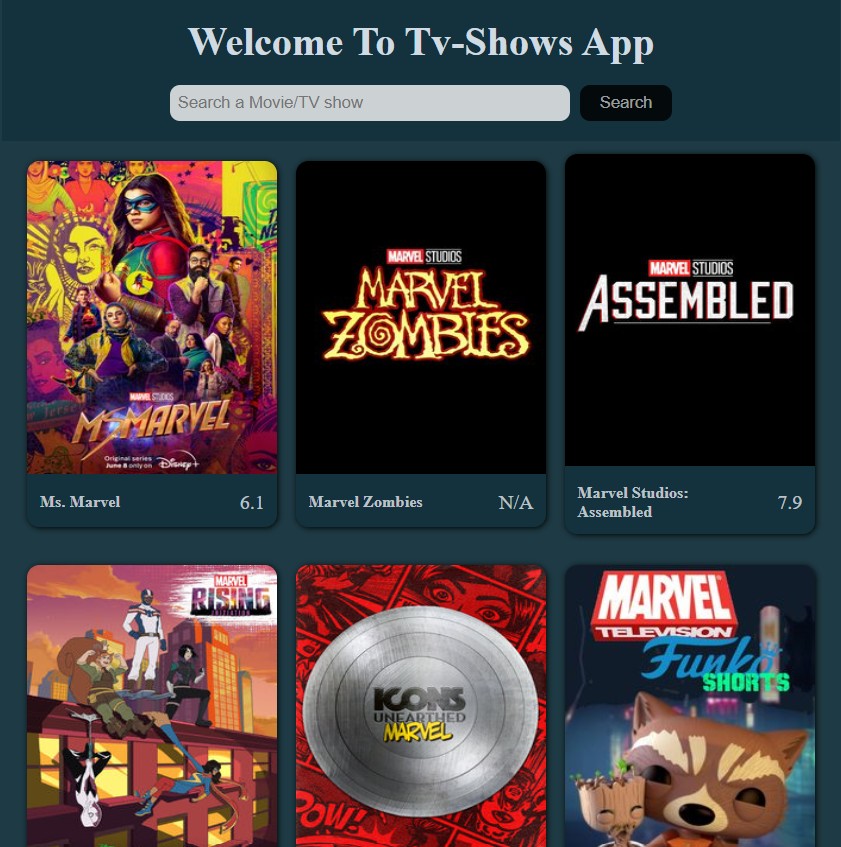 Welcome To Tv-Shows App
Search a Movie/TV show
Search
MARVEL STUDIOS
MS. MARVEL
Original series
June 8 only on
Disney+
Ms. Marvel
6.1
MARVEL STUDIOS
MARVEL
ZOMBIES
Marvel Zombies
N/A
MARVEL STUDIOS
ASSEMBLED
Marvel Studios:
Assembled
7.9
MARVEL
RISING
INITIATION
ICONS
UNEARTHED
MARVEL
POW!
MARVEL
TELEVISION
Funko
SHORTS